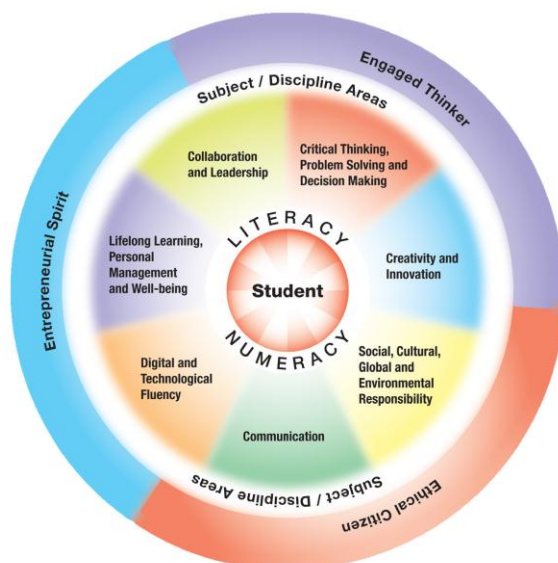 Engaged Thinker
Subject / Discipline Areas
Collaboration
and Leadership
Critical Thinking,
Problem Solving and
Decision Making
Entrepreneurial Spirit
Lifelong Learning,
Personal
Management
and Well-being
LITERACY
Student
NUMERACY
Creativity and
Innovation
Digital and
Technological
Fluency
Social, Cultural,
Global and
Environmental
Responsibility
Communication
Subject / Discipline Areas
Ethical Citizen